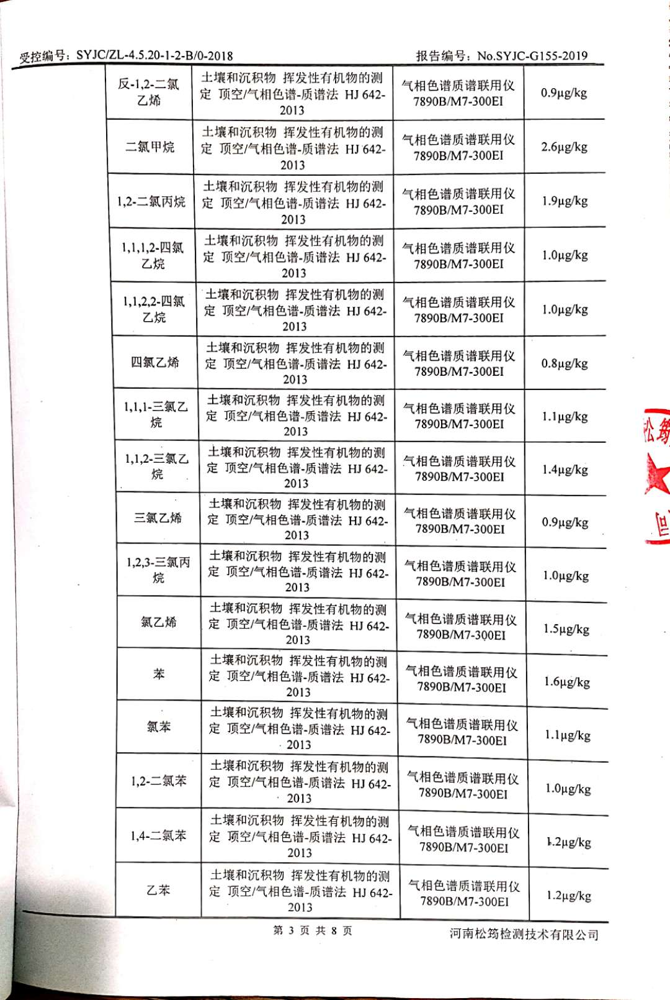 受控编号：SYJC/ZL-4.5.20-1-2-B/0-2018 报告编号：No.SYJC-G155-2019
反-1,2-二氯
乙烯
土壤和沉积物 挥发性有机物的测
定 顶空/气相色谱-质谱法 HJ 642-
2013
气相色谱质谱联用仪
7890B/M7-300EI
0.9μg/kg
二氯甲烷
土壤和沉积物 挥发性有机物的测
定 顶空/气相色谱-质谱法 HJ 642-
2013
气相色谱质谱联用仪
7890B/M7-300EI
2.6μg/kg
1,2-二氯丙烷
土壤和沉积物 挥发性有机物的测
定 顶空/气相色谱-质谱法 HJ 642-
2013
气相色谱质谱联用仪
7890B/M7-300EI
1.9μg/kg
1,1,1,2-四氯
乙烷
土壤和沉积物 挥发性有机物的测
定 顶空/气相色谱-质谱法 HJ 642-
2013
气相色谱质谱联用仪
7890B/M7-300EI
1.0μg/kg
1,1,2,2-四氯
乙烷
土壤和沉积物 挥发性有机物的测
定 顶空/气相色谱-质谱法 HJ 642-
2013
气相色谱质谱联用仪
7890B/M7-300EI
1.0μg/kg
四氯乙烯
土壤和沉积物 挥发性有机物的测
定 顶空/气相色谱-质谱法 HJ 642-
2013
气相色谱质谱联用仪
7890B/M7-300EI
0.8μg/kg
1,1,1-三氯乙
烷
土壤和沉积物 挥发性有机物的测
定 顶空/气相色谱-质谱法 HJ 642-
2013
气相色谱质谱联用仪
7890B/M7-300EI
1.1μg/kg
1,1,2-三氯乙
烷
土壤和沉积物 挥发性有机物的测
定 顶空/气相色谱-质谱法 HJ 642-
2013
气相色谱质谱联用仪
7890B/M7-300EI
1.4μg/kg
三氯乙烯
土壤和沉积物 挥发性有机物的测
定 顶空/气相色谱-质谱法 HJ 642-
2013
气相色谱质谱联用仪
7890B/M7-300EI
0.9μg/kg
1,2,3-三氯丙
烷
土壤和沉积物 挥发性有机物的测
定 顶空/气相色谱-质谱法 HJ 642-
2013
气相色谱质谱联用仪
7890B/M7-300EI
1.0μg/kg
氯乙烯
土壤和沉积物 挥发性有机物的测
定 顶空/气相色谱-质谱法 HJ 642-
2013
气相色谱质谱联用仪
7890B/M7-300EI
1.5μg/kg
苯
土壤和沉积物 挥发性有机物的测
定 顶空/气相色谱-质谱法 HJ 642-
2013
气相色谱质谱联用仪
7890B/M7-300EI
1.6μg/kg
氯苯
土壤和沉积物 挥发性有机物的测
定 顶空/气相色谱-质谱法 HJ 642-
2013
气相色谱质谱联用仪
7890B/M7-300EI
1.1μg/kg
1,2-二氯苯
土壤和沉积物 挥发性有机物的测
定 顶空/气相色谱-质谱法 HJ 642-
2013
气相色谱质谱联用仪
7890B/M7-300EI
1.0μg/kg
1,4-二氯苯
土壤和沉积物 挥发性有机物的测
定 顶空/气相色谱-质谱法 HJ 642-
2013
气相色谱质谱联用仪
7890B/M7-300EI
1.2μg/kg
乙苯
土壤和沉积物 挥发性有机物的测
定 顶空/气相色谱-质谱法 HJ 642-
2013
气相色谱质谱联用仪
7890B/M7-300EI
1.2μg/kg
松筠
第 3 页 共 8 页 河南松筠检测技术有限公司